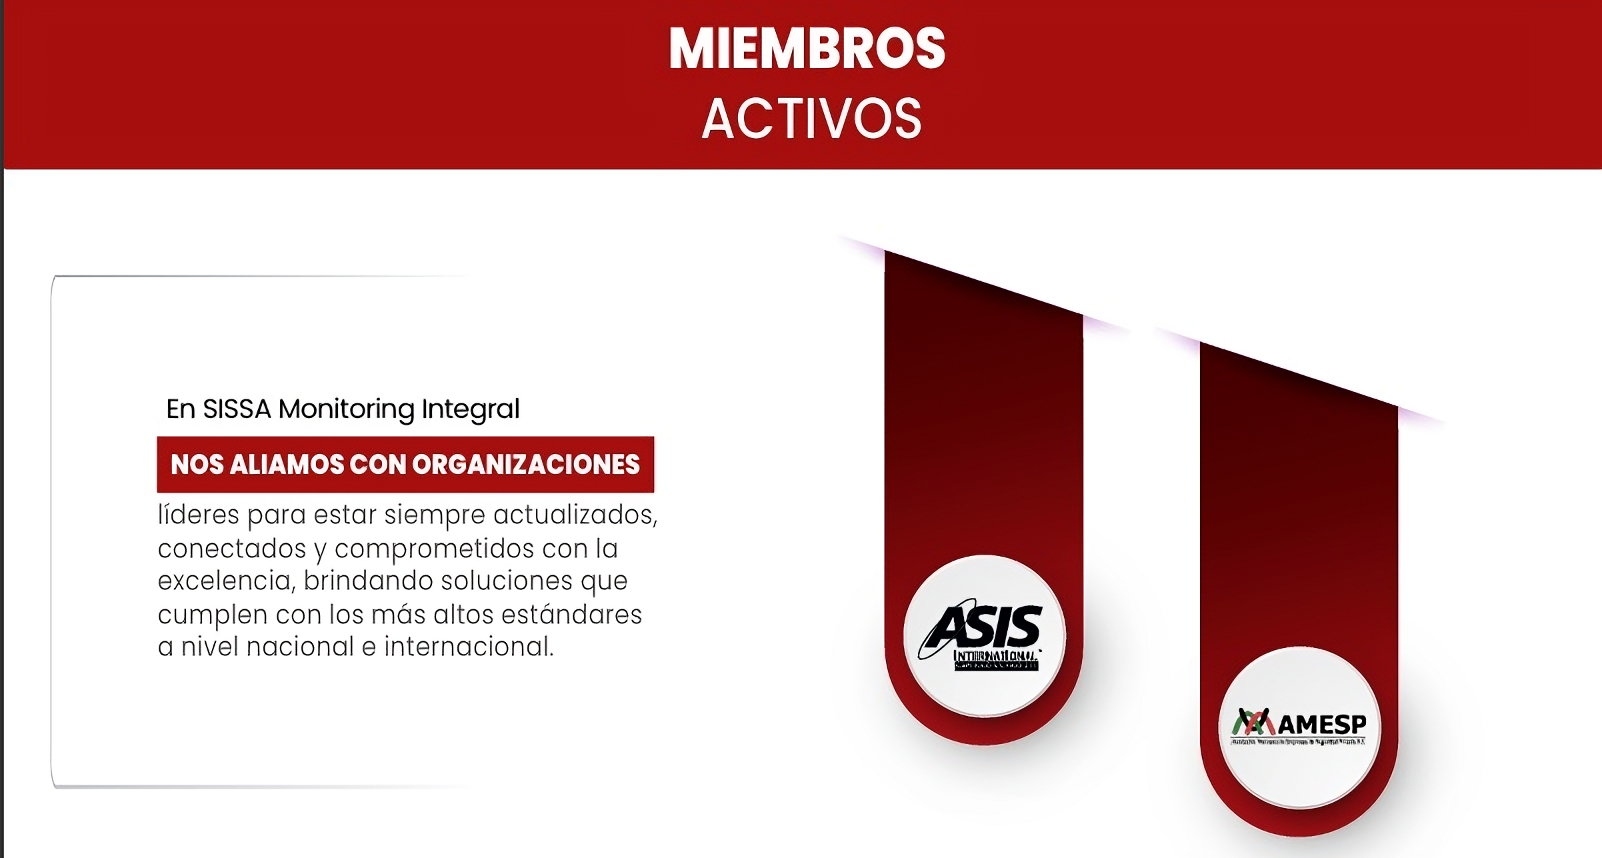 MIEMBROS
ACTIVOS
En SISSA Monitoring Integral
NOS ALIAMOS CON ORGANIZACIONES
líderes para estar siempre actualizados,
conectados y comprometidos con la
excelencia, brindando soluciones que
cumplen con los más altos estándares
a nivel nacional e internacional.
ASIS
INTERNATIONAL
AMESP